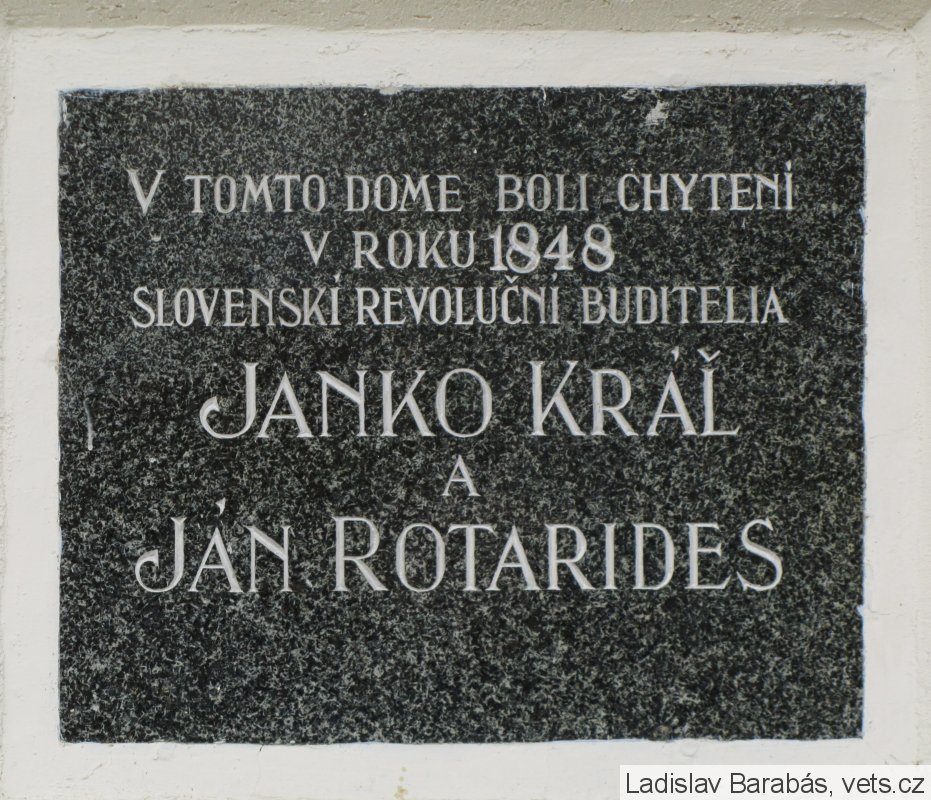 V TOMTO DOME BOLI CHYTENÍ
V ROKU 1848
SLOVENSKÍ REVOLUČNÍ BUDITELIA
JANKO KRÁĽ
A
JÁN ROTARIDES
Ladislav Barabás, vets.cz